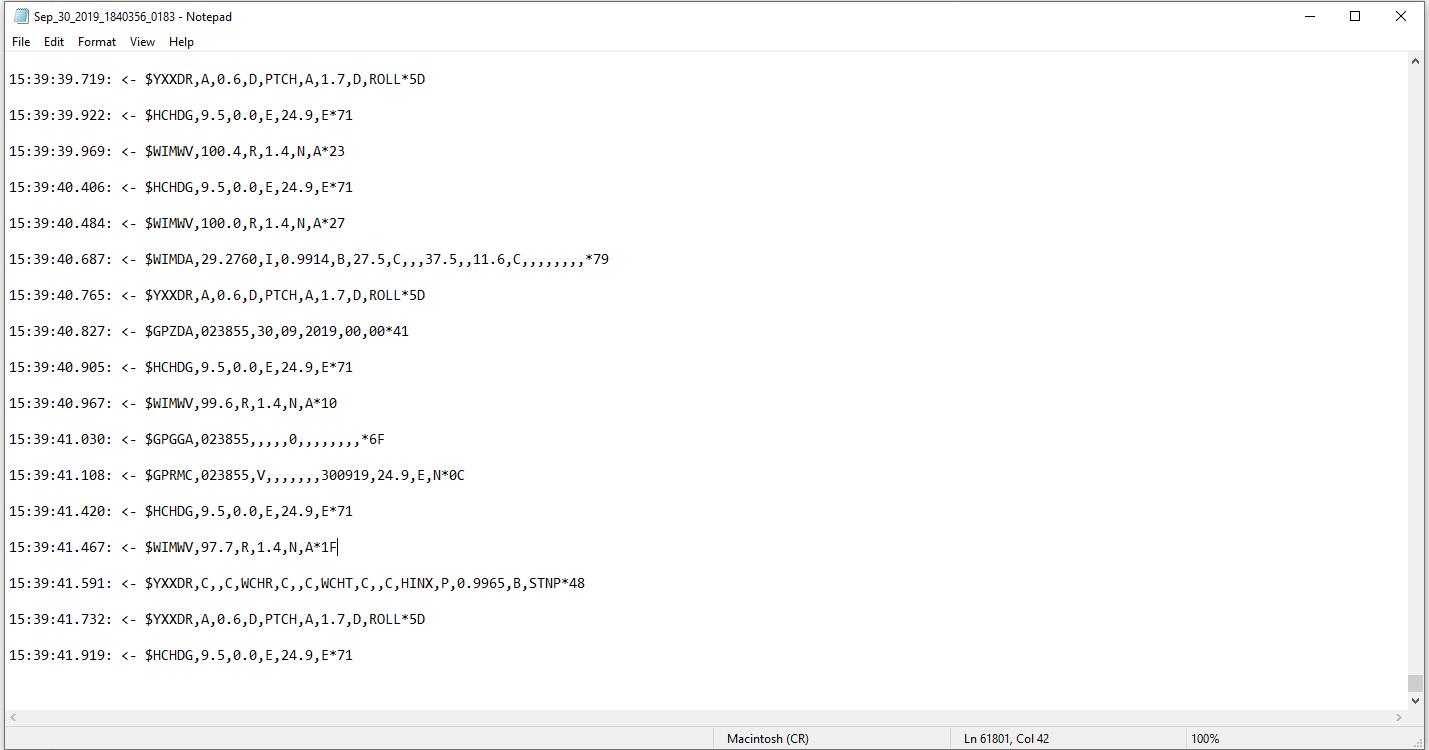 Sep_30_2019_1840356_0183 - Notepad
File Edit Format View Help
15:39:39.719: <- $YXXDR,A,0.6,D,PTCH,A,1.7,D,ROLL*5D
15:39:39.922: <- $HCHDG,9.5,0.0,E,24.9,E*71
15:39:39.969: <- $WIMWV,100.4,R,1.4,N,A*23
15:39:40.406: <- $HCHDG,9.5,0.0,E,24.9,E*71
15:39:40.484: <- $WIMWV,100.0,R,1.4,N,A*27
15:39:40.687: <- $WIMDA,29.2760,I,0.9914,B,27.5,C,,,37.5,,11.6,C,,,,,,,,*79
15:39:40.765: <- $YXXDR,A,0.6,D,PTCH,A,1.7,D,ROLL*5D
15:39:40.827: <- $GPZDA,023855,30,09,2019,00,00*41
15:39:40.905: <- $HCHDG,9.5,0.0,E,24.9,E*71
15:39:40.967: <- $WIMWV,99.6,R,1.4,N,A*10
15:39:41.030: <- $GPGGA,023855,,,,,0,,,,,,,,*6F
15:39:41.108: <- $GPRMC,023855,V,,,,,,,300919,24.9,E,N*0C
15:39:41.420: <- $HCHDG,9.5,0.0,E,24.9,E*71
15:39:41.467: <- $WIMWV,97.7,R,1.4,N,A*1F
15:39:41.591: <- $YXXDR,C,,C,WCHR,C,,C,WCHT,C,,C,HINX,P,0.9965,B,STNP*48
15:39:41.732: <- $YXXDR,A,0.6,D,PTCH,A,1.7,D,ROLL*5D
15:39:41.919: <- $HCHDG,9.5,0.0,E,24.9,E*71
Macintosh (CR) Ln 61801, Col 42 100%